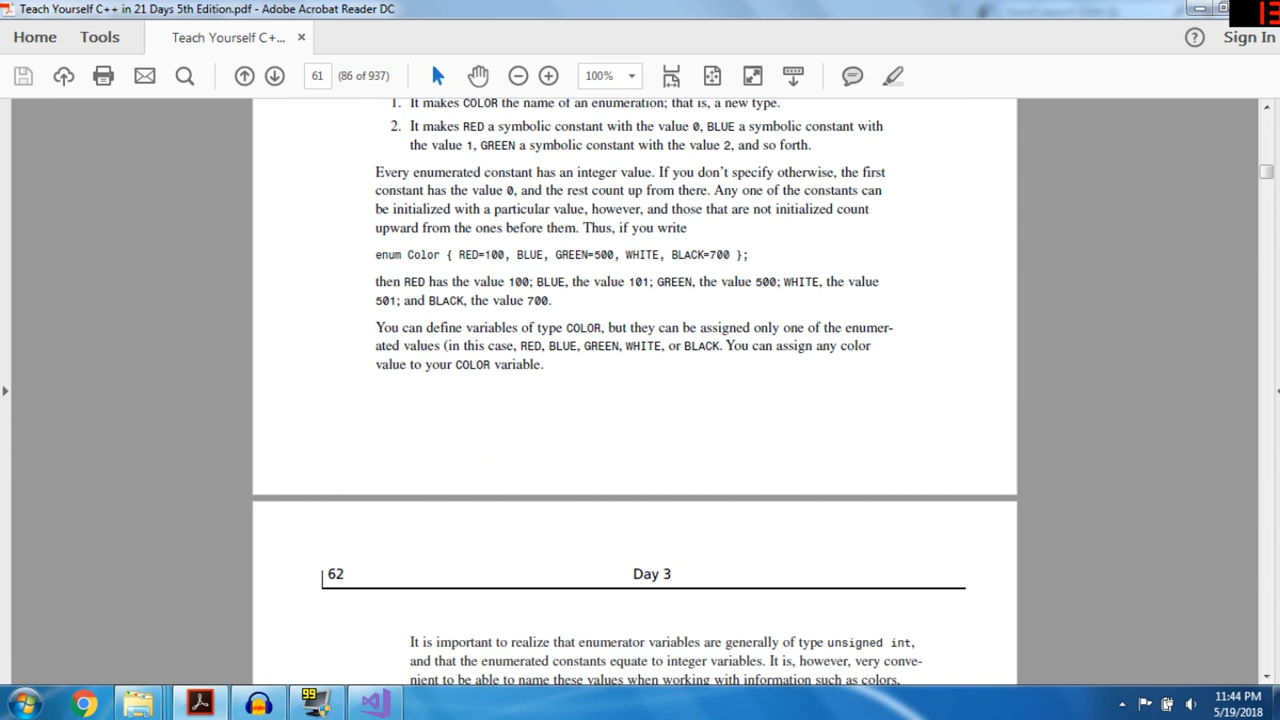 Teach Yourself C++ in 21 Days 5th Edition.pdf - Adobe Acrobat Reader DC
13
Home Tools Teach Yourself C+... × ? Sign In
61 (86 of 937) 100%
1. It makes COLOR the name of an enumeration; that is, a new type.
2. It makes RED a symbolic constant with the value 0, BLUE a symbolic constant with
the value 1, GREEN a symbolic constant with the value 2, and so forth.
Every enumerated constant has an integer value. If you don't specify otherwise, the first
constant has the value 0, and the rest count up from there. Any one of the constants can
be initialized with a particular value, however, and those that are not initialized count
upward from the ones before them. Thus, if you write
enum Color { RED=100, BLUE, GREEN=500, WHITE, BLACK=700 };
then RED has the value 100; BLUE, the value 101; GREEN, the value 500; WHITE, the value
501; and BLACK, the value 700.
You can define variables of type COLOR, but they can be assigned only one of the enumer-
ated values (in this case, RED, BLUE, GREEN, WHITE, or BLACK. You can assign any color
value to your COLOR variable.
62 Day 3
It is important to realize that enumerator variables are generally of type unsigned int,
and that the enumerated constants equate to integer variables. It is, however, very conve-
nient to be able to name these values when working with information such as colors,
99
11:44 PM
5/19/2018